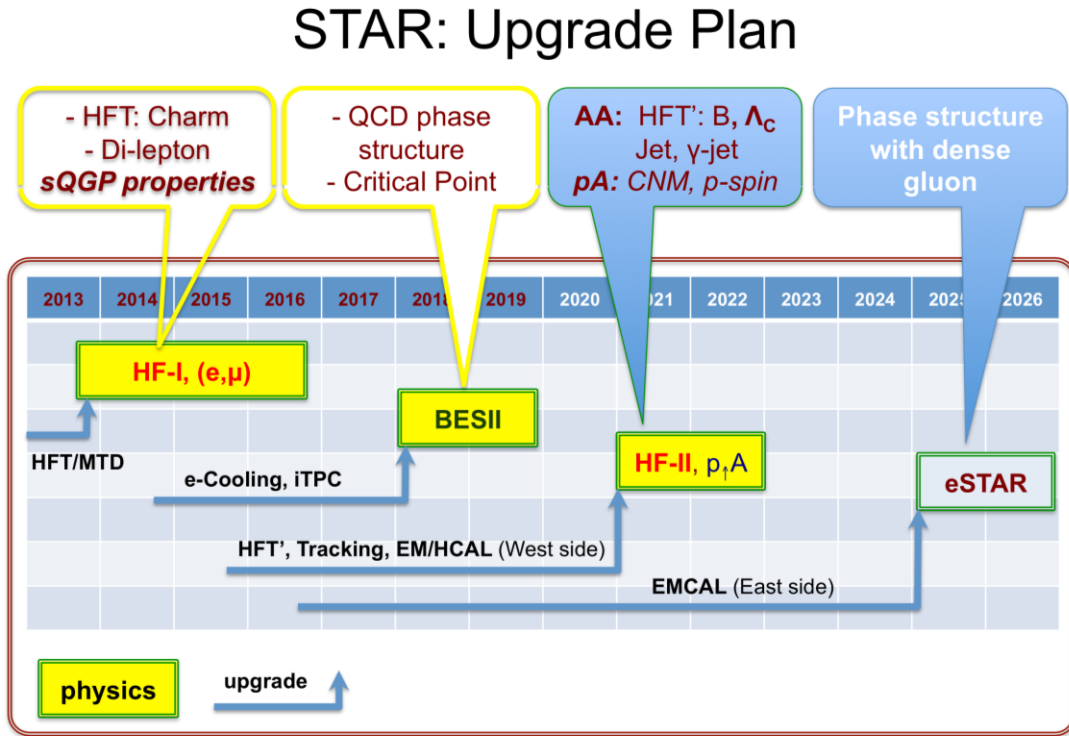 STAR: Upgrade Plan
- HFT: Charm
- Di-lepton
sQGP properties
- QCD phase
structure
- Critical Point
AA: HFT’: B, Λc
Jet, γ-jet
pA: CNM, p-spin
Phase structure
with dense
gluon
2013 2014 2015 2016 2017 2018 2019 2020 2021 2022 2023 2024 2025 2026
HF-I, (e,μ)
BESII
HFT/MTD
HF-II, p↑A
e-Cooling, iTPC
eSTAR
HFT’, Tracking, EM/HCAL (West side)
EMCAL (East side)
physics
upgrade